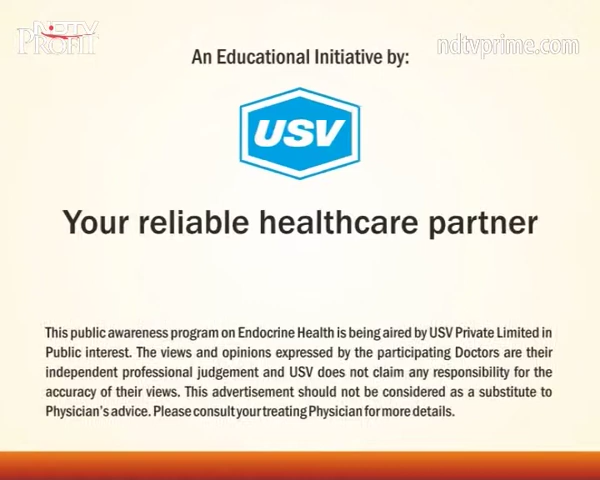 NDTV
PROFIT
ndtvprime.com
An Educational Initiative by:
USV
Your reliable healthcare partner
This public awareness program on Endocrine Health is being aired by USV Private Limited in
Public interest. The views and opinions expressed by the participating Doctors are their
independent professional judgement and USV does not claim any responsibility for the
accuracy of their views. This advertisement should not be considered as a substitute to
Physician's advice. Please consult your treating Physician for more details.